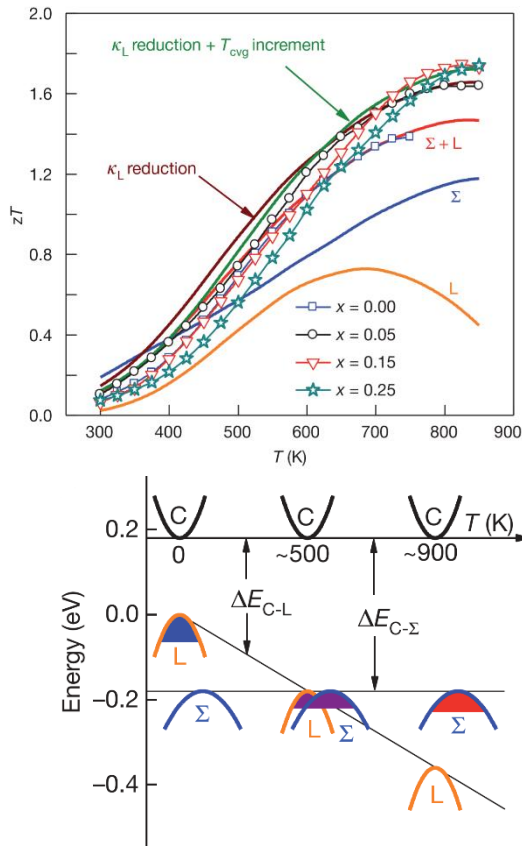 κL reduction + Tcvg increment
κL reduction
Σ + L
Σ
L
x = 0.00
x = 0.05
x = 0.15
x = 0.25
zT
2.0
1.6
1.2
0.8
0.4
0.0
300 400 500 600 700 800
T (K)
C C C T (K)
0 ~500 ~900
0.2
0.0
−0.2
−0.4
Energy (eV)
ΔEC-L
ΔEC-Σ
L
Σ L Σ Σ
L